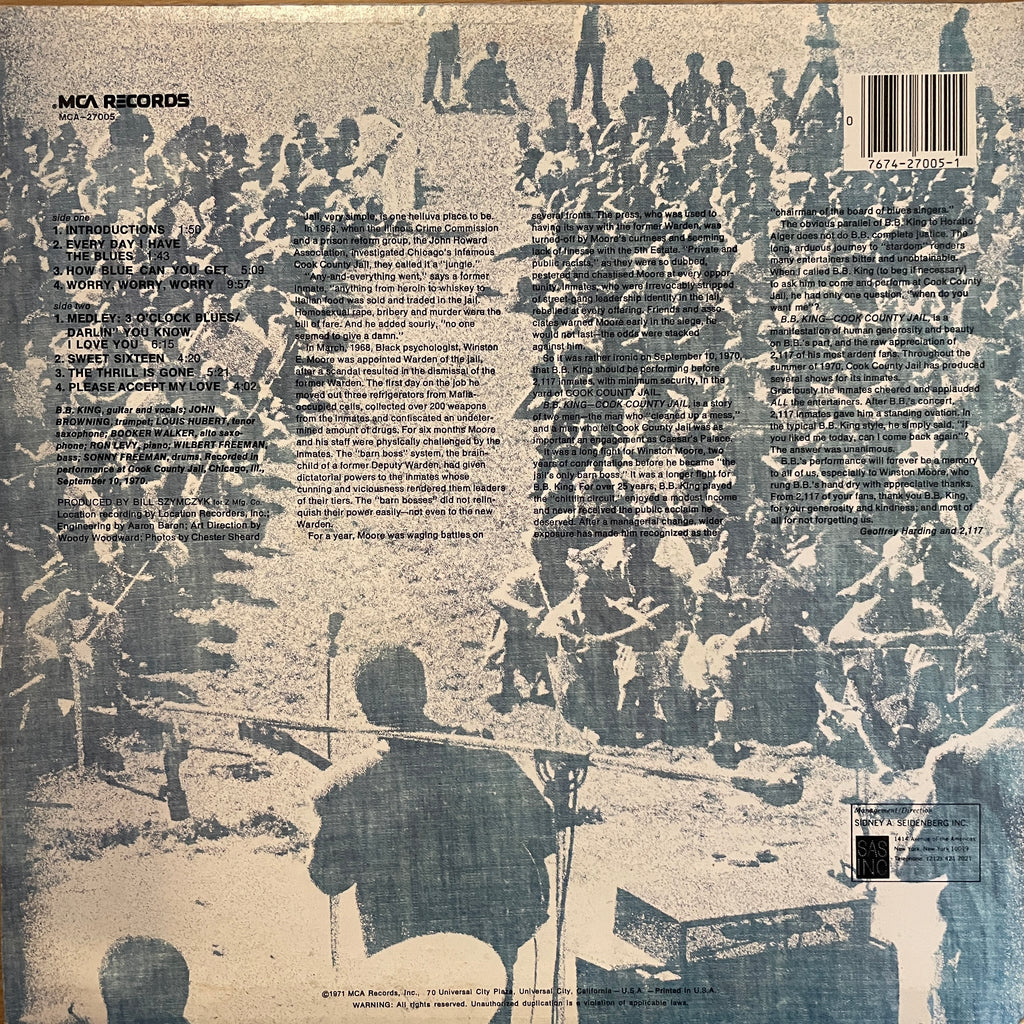 .MCA RECORDS
MCA-27005
0
7674-27005-1
side one
1. INTRODUCTIONS 1:50
2. EVERY DAY I HAVE
THE BLUES 1:43
3. HOW BLUE CAN YOU GET 5:09
4. WORRY, WORRY, WORRY 9:57
side two
1. MEDLEY: 3 O'CLOCK BLUES/
DARLIN' YOU KNOW
I LOVE YOU 6:15
2. SWEET SIXTEEN 4:20
3. THE THRILL IS GONE 5:21
4. PLEASE ACCEPT MY LOVE 4:02
B.B. KING, guitar and vocals; JOHN
BROWNING, trumpet; LOUIS HUBERT, tenor
saxophone; BOOKER WALKER, alto saxo-
phone; RON LEVY, piano; WILBERT FREEMAN,
bass; SONNY FREEMAN, drums. Recorded in
performance at Cook County Jail, Chicago, Ill.,
September 10, 1970.
PRODUCED BY BILL SZYMCZYK for Z Mfg. Co.
Location recording by Location Recorders, Inc.;
Engineering by Aaron Baron; Art Direction by
Woody Woodward; Photos by Chester Sheard
Jail, very simple, is one helluva place to be.
In 1968, when the Illinois Crime Commission
and a prison reform group, the John Howard
Association, investigated Chicago's infamous
Cook County Jail, they called it a "jungle."
"Any-and-everything went," says a former
inmate, "anything from heroin to whiskey to
Italian food was sold and traded in the jail.
Homosexual rape, bribery and murder were the
bill of fare. And he added sourly, "no one
seemed to give a damn."
In March, 1968, Black psychologist, Winston
E. Moore was appointed Warden of the jail,
after a scandal resulted in the dismissal of the
former Warden. The first day on the job he
moved out three refrigerators from Mafia-
occupied cells, collected over 200 weapons
from the inmates and confiscated an undeter-
mined amount of drugs. For six months Moore
and his staff were physically challenged by the
inmates. The "barn boss" system, the brain-
child of a former Deputy Warden, had given
dictatorial powers to the inmates whose
cunning and viciousness rendered them leaders
of their tiers. The "barn bosses" did not relin-
quish their power easily—not even to the new
Warden.
For a year, Moore was waging battles on
several fronts. The press, who was used to
having its way with the former Warden, was
turned-off by Moore's curtness and seeming
lack of finesse with the 5th Estate. "Private and
public racists," as they were so dubbed,
pestered and chastised Moore at every oppor-
tunity. Inmates, who were irrevocably stripped
of street-gang leadership identity in the jail,
rebelled at every offering. Friends and asso-
ciates warned Moore early in the siege, he
would not last—the odds were stacked
against him.
So it was rather ironic on September 10, 1970,
that B.B. King should be performing before
2,117 inmates, with minimum security, in the
yard of COOK COUNTY JAIL.
B.B. KING—COOK COUNTY JAIL, is a story
of two men—the man who "cleaned up a mess,"
and the man who felt Cook County Jail was as
important an engagement as Caesar's Palace.
It was a long fight for Winston Moore, two
years of confrontations before he became "the
jail's only barn boss." It was a longer fight for
B.B. King. For over 25 years, B.B. King played
the "chitlin circuit," enjoyed a modest income
and never received the public acclaim he
deserved. After a managerial change, wider
exposure has made him recognized as the
"chairman of the board of blues singers."
The obvious parallel of B.B. King to Horatio
Alger does not do B.B. complete justice. The
long, arduous journey to "stardom" renders
many entertainers bitter and unobtainable.
When I called B.B. King (to beg if necessary)
to ask him to come and perform at Cook County
Jail, he had only one question, "when do you
want me"
B.B. KING—COOK COUNTY JAIL, is a
manifestation of human generosity and beauty
on B.B.'s part, and the raw appreciation of
2,117 of his most ardent fans. Throughout the
summer of 1970, Cook County Jail has produced
several shows for its inmates.
Graciously the inmates cheered and applauded
ALL the entertainers. After B.B.'s concert,
2,117 inmates gave him a standing ovation. In
the typical B.B. King style, he simply said, "If
you liked me today, can I come back again"?
The answer was unanimous.
B.B.'s performance will forever be a memory
to all of us, especially to Winston Moore, who
rung B.B.'s hand dry with appreciative thanks.
From 2,117 of your fans, thank you B.B. King,
for your generosity and kindness; and most of
all for not forgetting us.
Geoffrey Harding and 2,117
Management/Direction
SIDNEY A. SEIDENBERG INC.
SAS
INC
1414 Avenue of the Americas
New York, New York 10019
Telephone: (212) 421 2021
©1971 MCA Records, Inc., 70 Universal City Plaza, Universal City, California — U.S.A. — Printed in U.S.A.
WARNING: All rights reserved. Unauthorized duplication is a violation of applicable laws.